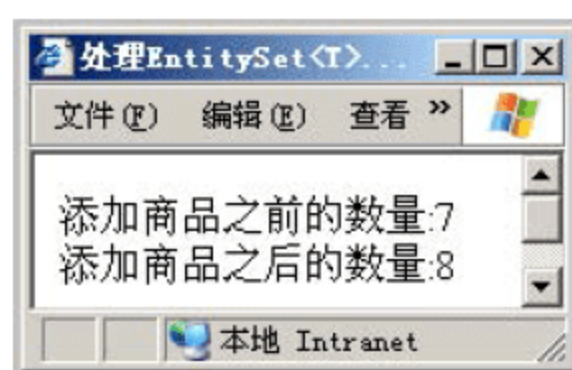 处理EntitySet<T>...
文件(F) 编辑(E) 查看 »
添加商品之前的数量:7
添加商品之后的数量:8
本地 Intranet